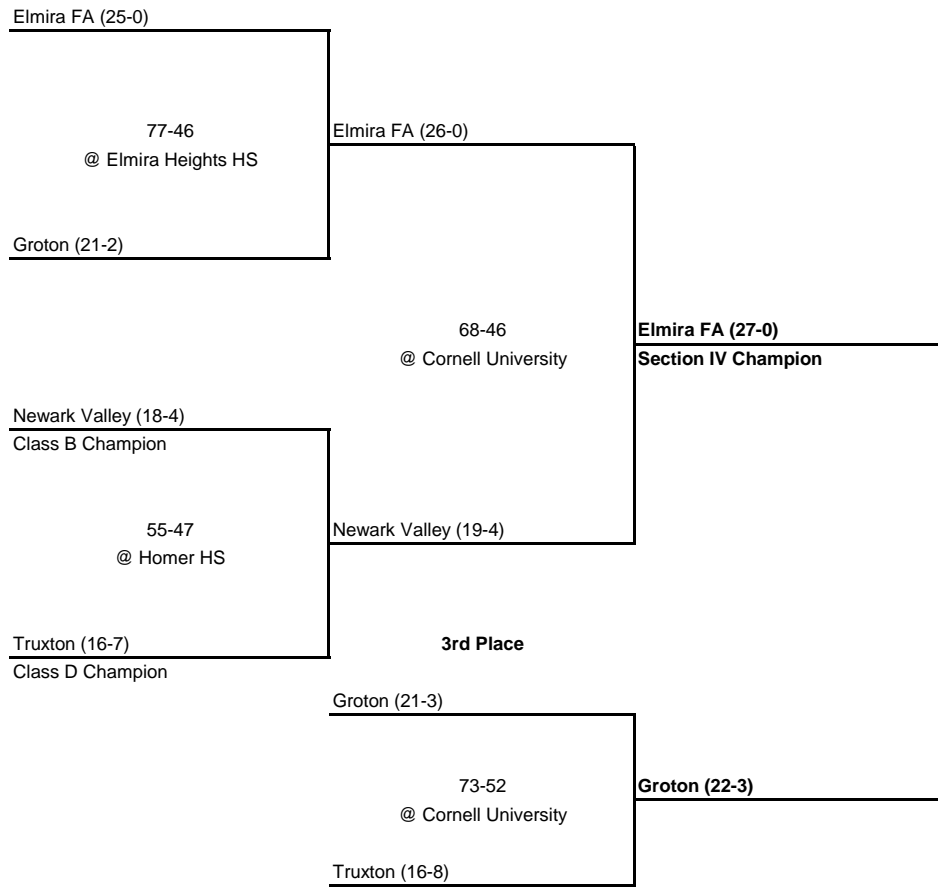 Elmira FA (25-0)
77-46
@ Elmira Heights HS
Elmira FA (26-0)
Groton (21-2)
68-46
@ Cornell University
Elmira FA (27-0)
Section IV Champion
Newark Valley (18-4)
Class B Champion
55-47
@ Homer HS
Newark Valley (19-4)
Truxton (16-7)
Class D Champion
3rd Place
Groton (21-3)
73-52
@ Cornell University
Groton (22-3)
Truxton (16-8)